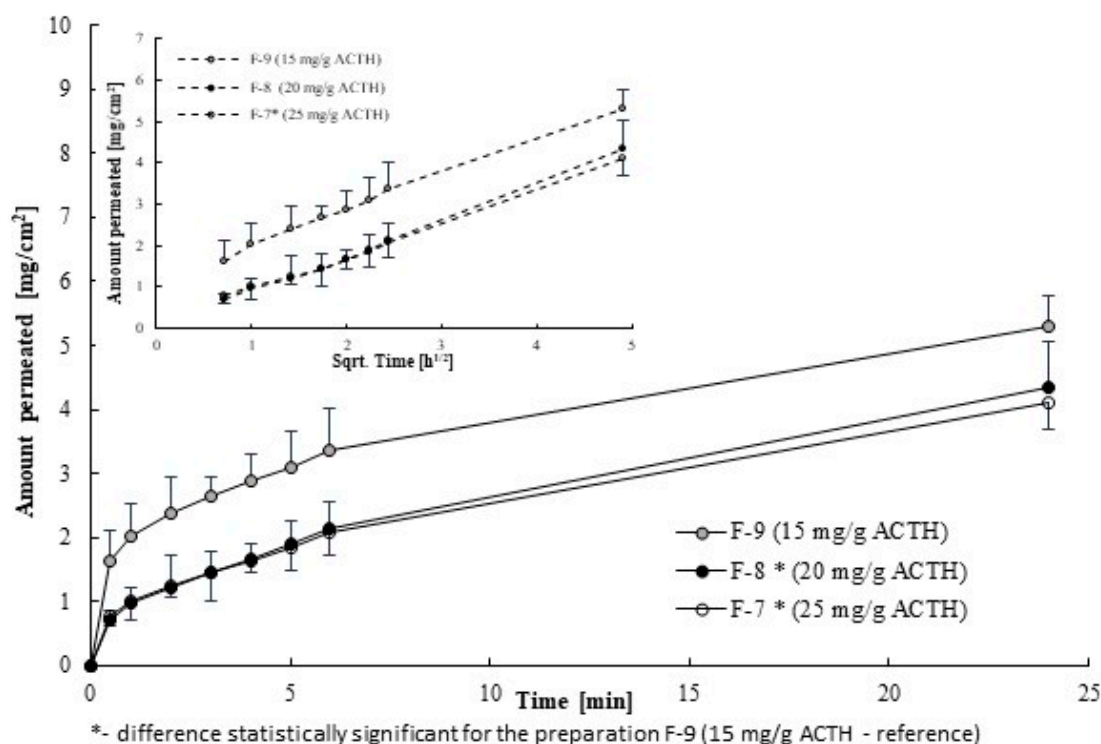 10
9
8
7
6
5
4
3
2
1
0
Amount permeated [mg/cm²]
7
6
5
4
3
2
1
0
Amount permeated [mg/cm²]
F-9 (15 mg/g ACTH)
F-8 (20 mg/g ACTH)
F-7* (25 mg/g ACTH)
0 1 2 3 4 5
Sqrt. Time [h¹/²]
F-9 (15 mg/g ACTH)
F-8 * (20 mg/g ACTH)
F-7 * (25 mg/g ACTH)
0 5 10 15 20 25
Time [min]
*- difference statistically significant for the preparation F-9 (15 mg/g ACTH - reference)